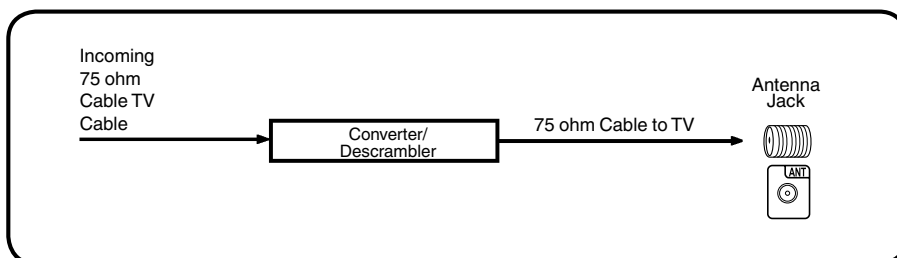 Incoming
75 ohm
Cable TV
Cable
Converter/
Descrambler
75 ohm Cable to TV
Antenna
Jack
ANT